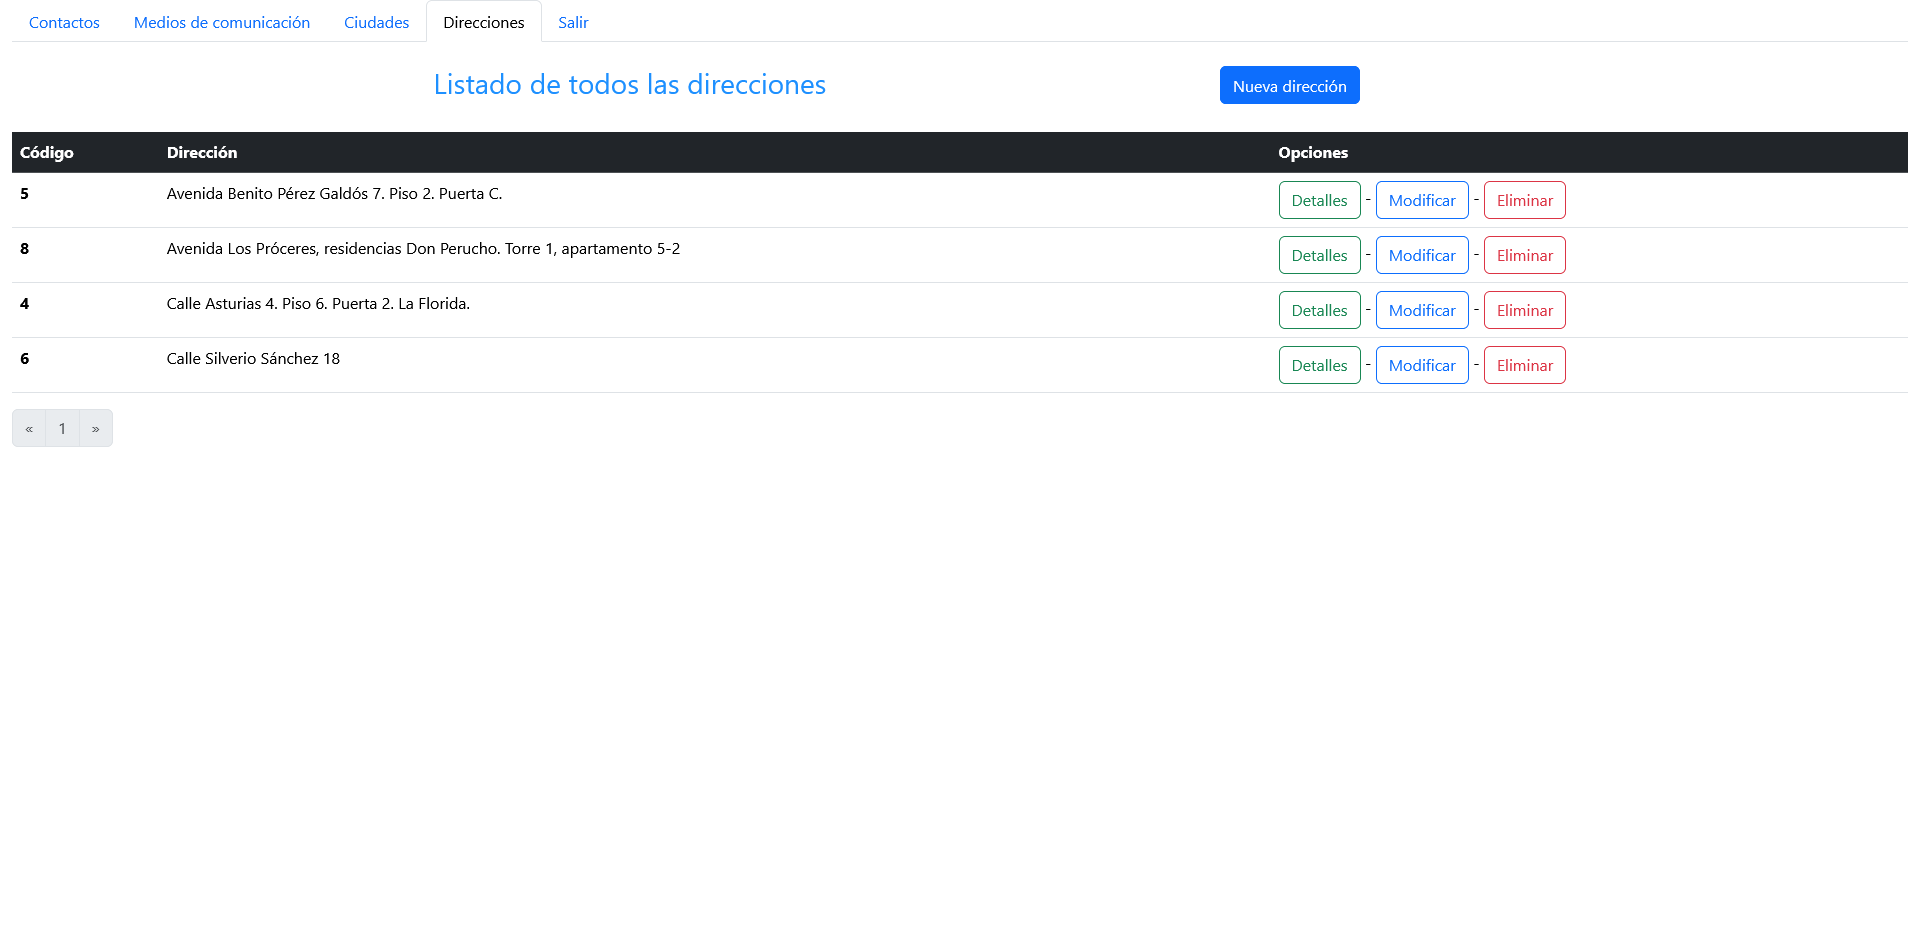 Contactos Medios de comunicación Ciudades Direcciones Salir
Listado de todos las direcciones Nueva dirección
Código Dirección Opciones
5 Avenida Benito Pérez Galdós 7. Piso 2. Puerta C. Detalles - Modificar - Eliminar
8 Avenida Los Próceres, residencias Don Perucho. Torre 1, apartamento 5-2 Detalles - Modificar - Eliminar
4 Calle Asturias 4. Piso 6. Puerta 2. La Florida. Detalles - Modificar - Eliminar
6 Calle Silverio Sánchez 18 Detalles - Modificar - Eliminar
« 1 »